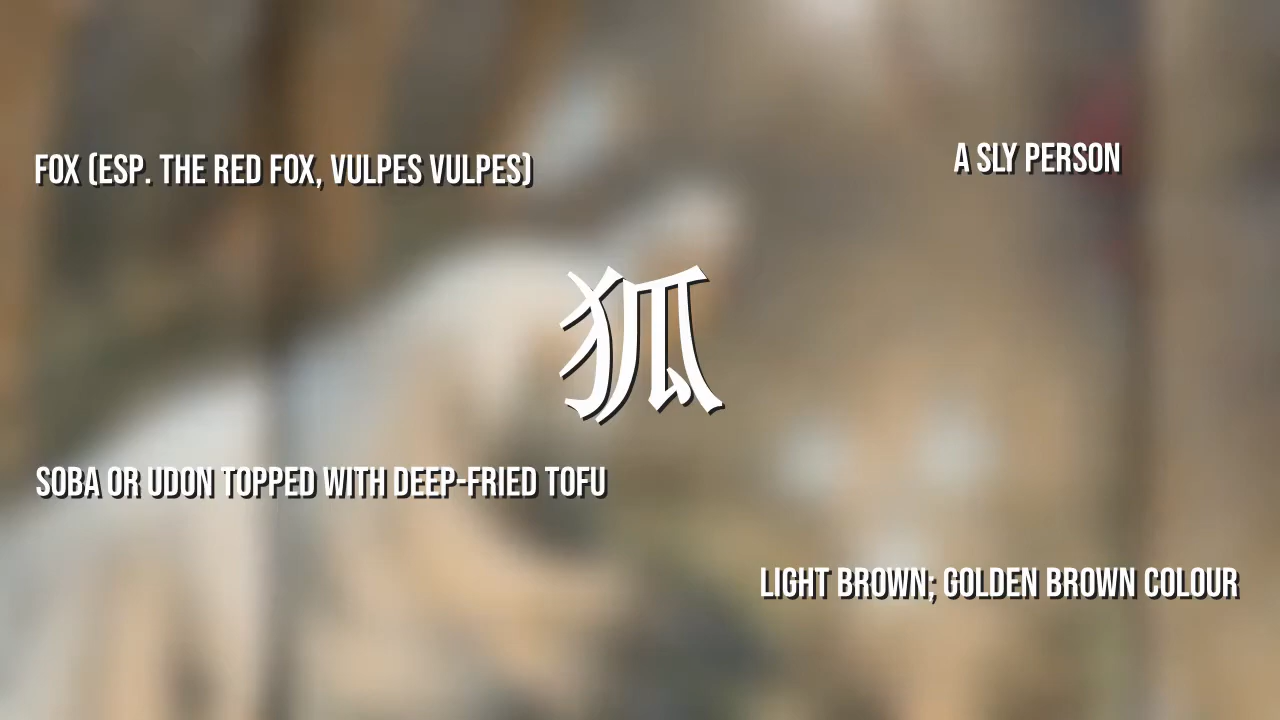 FOX (ESP. THE RED FOX, VULPES VULPES)
A SLY PERSON
狐
SOBA OR UDON TOPPED WITH DEEP-FRIED TOFU
LIGHT BROWN; GOLDEN BROWN COLOUR